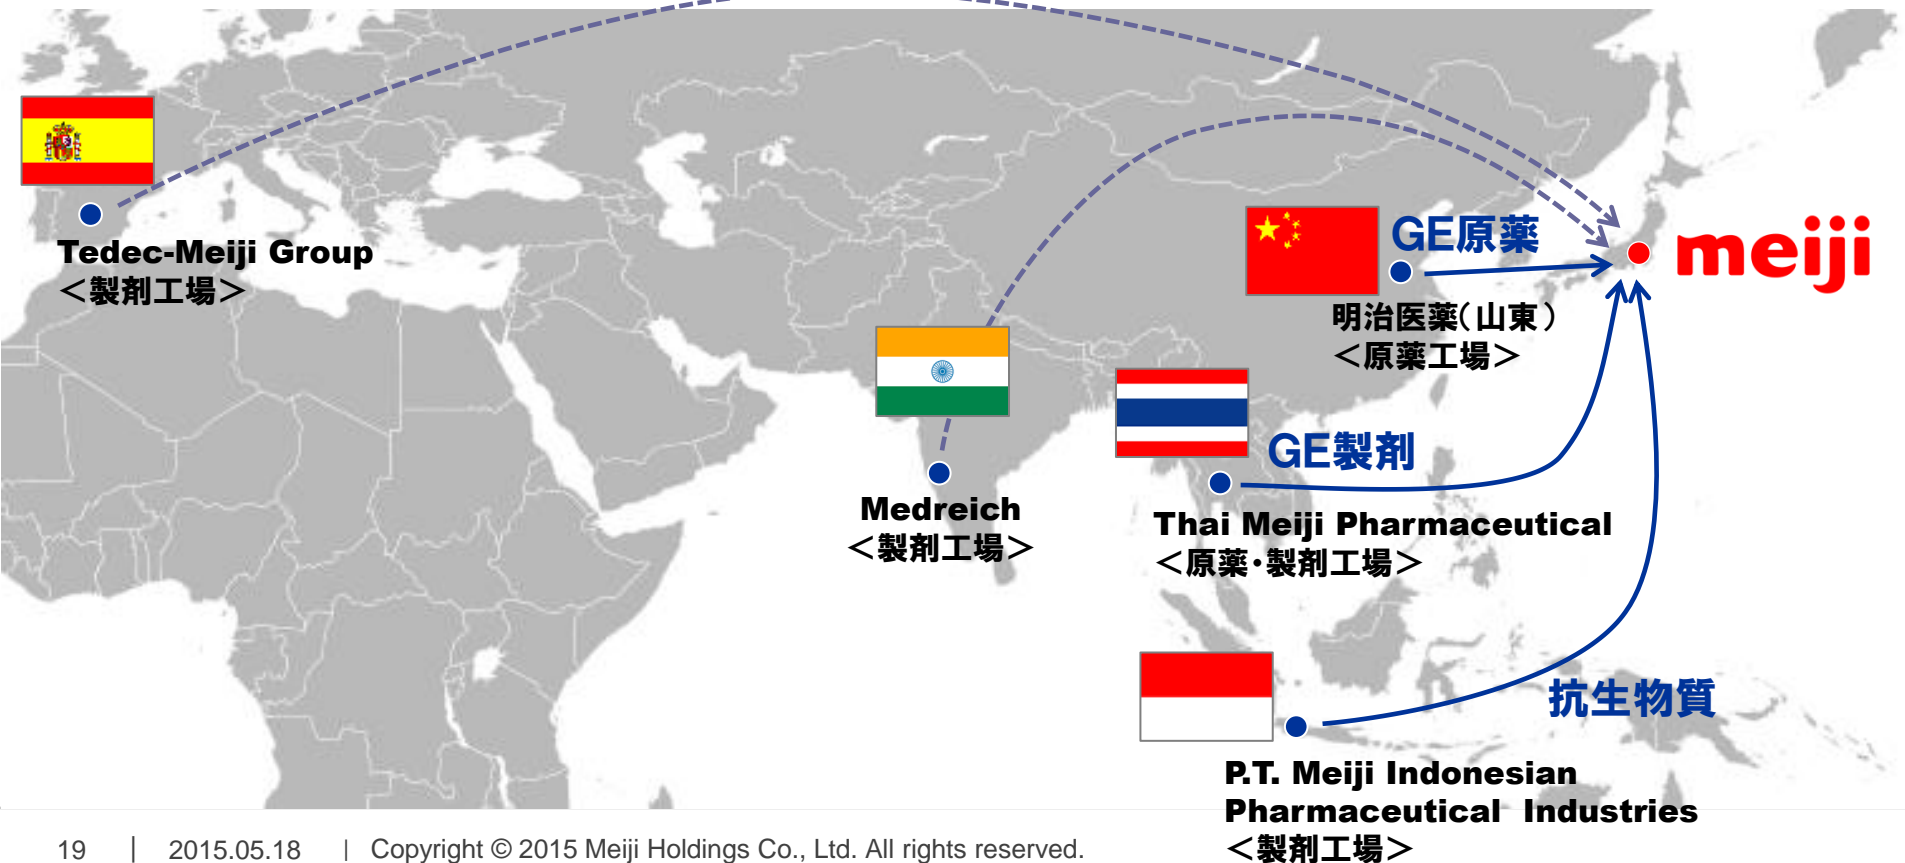 Tedec-Meiji Group
＜製剤工場＞
GE原薬
meiji
明治医薬(山東)
＜原薬工場＞
GE製剤
Medreich
＜製剤工場＞
Thai Meiji Pharmaceutical
＜原薬・製剤工場＞
抗生物質
P.T. Meiji Indonesian
Pharmaceutical Industries
＜製剤工場＞
19 | 2015.05.18 | Copyright © 2015 Meiji Holdings Co., Ltd. All rights reserved.